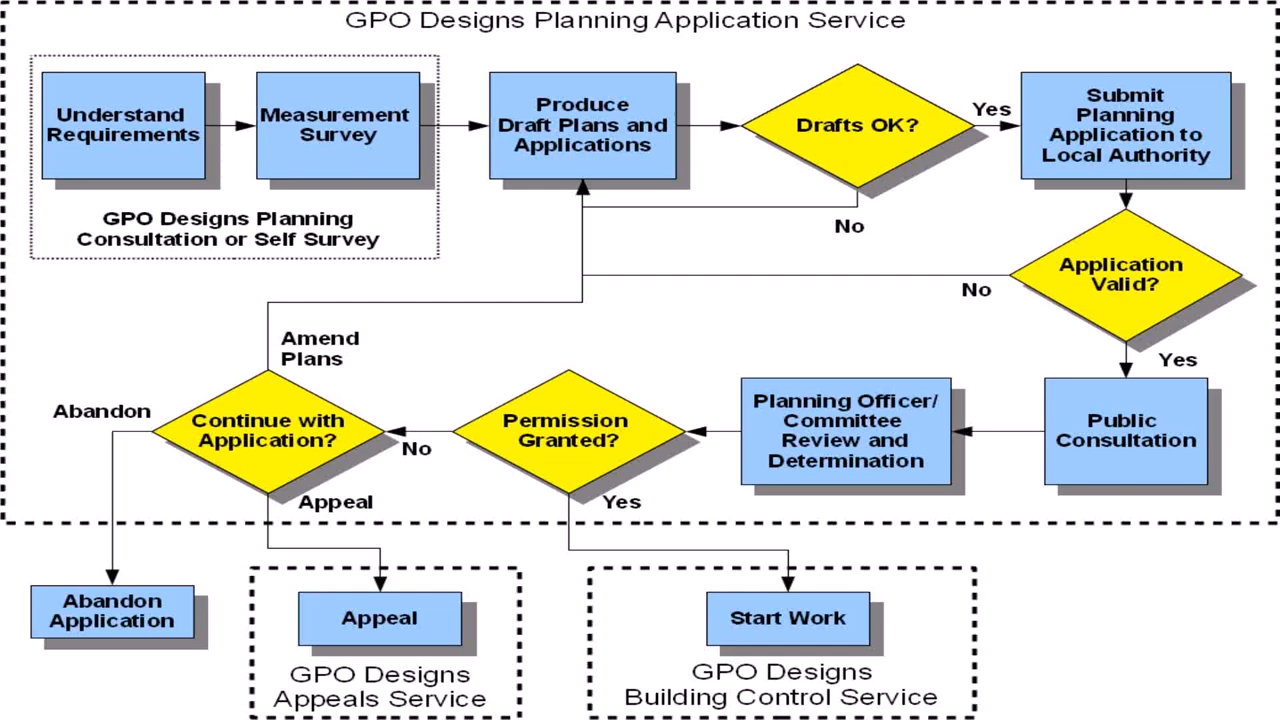 GPO Designs Planning Application Service
Understand
Requirements
Measurement
Survey
GPO Designs Planning
Consultation or Self Survey
Produce
Draft Plans and
Applications
Drafts OK?
Yes
No
Submit
Planning
Application to
Local Authority
Application
Valid?
No
Yes
Public
Consultation
Planning Officer/
Committee
Review and
Determination
Permission
Granted?
No
Yes
Continue with
Application?
Amend
Plans
Abandon
Appeal
Abandon
Application
Appeal
GPO Designs
Appeals Service
Start Work
GPO Designs
Building Control Service